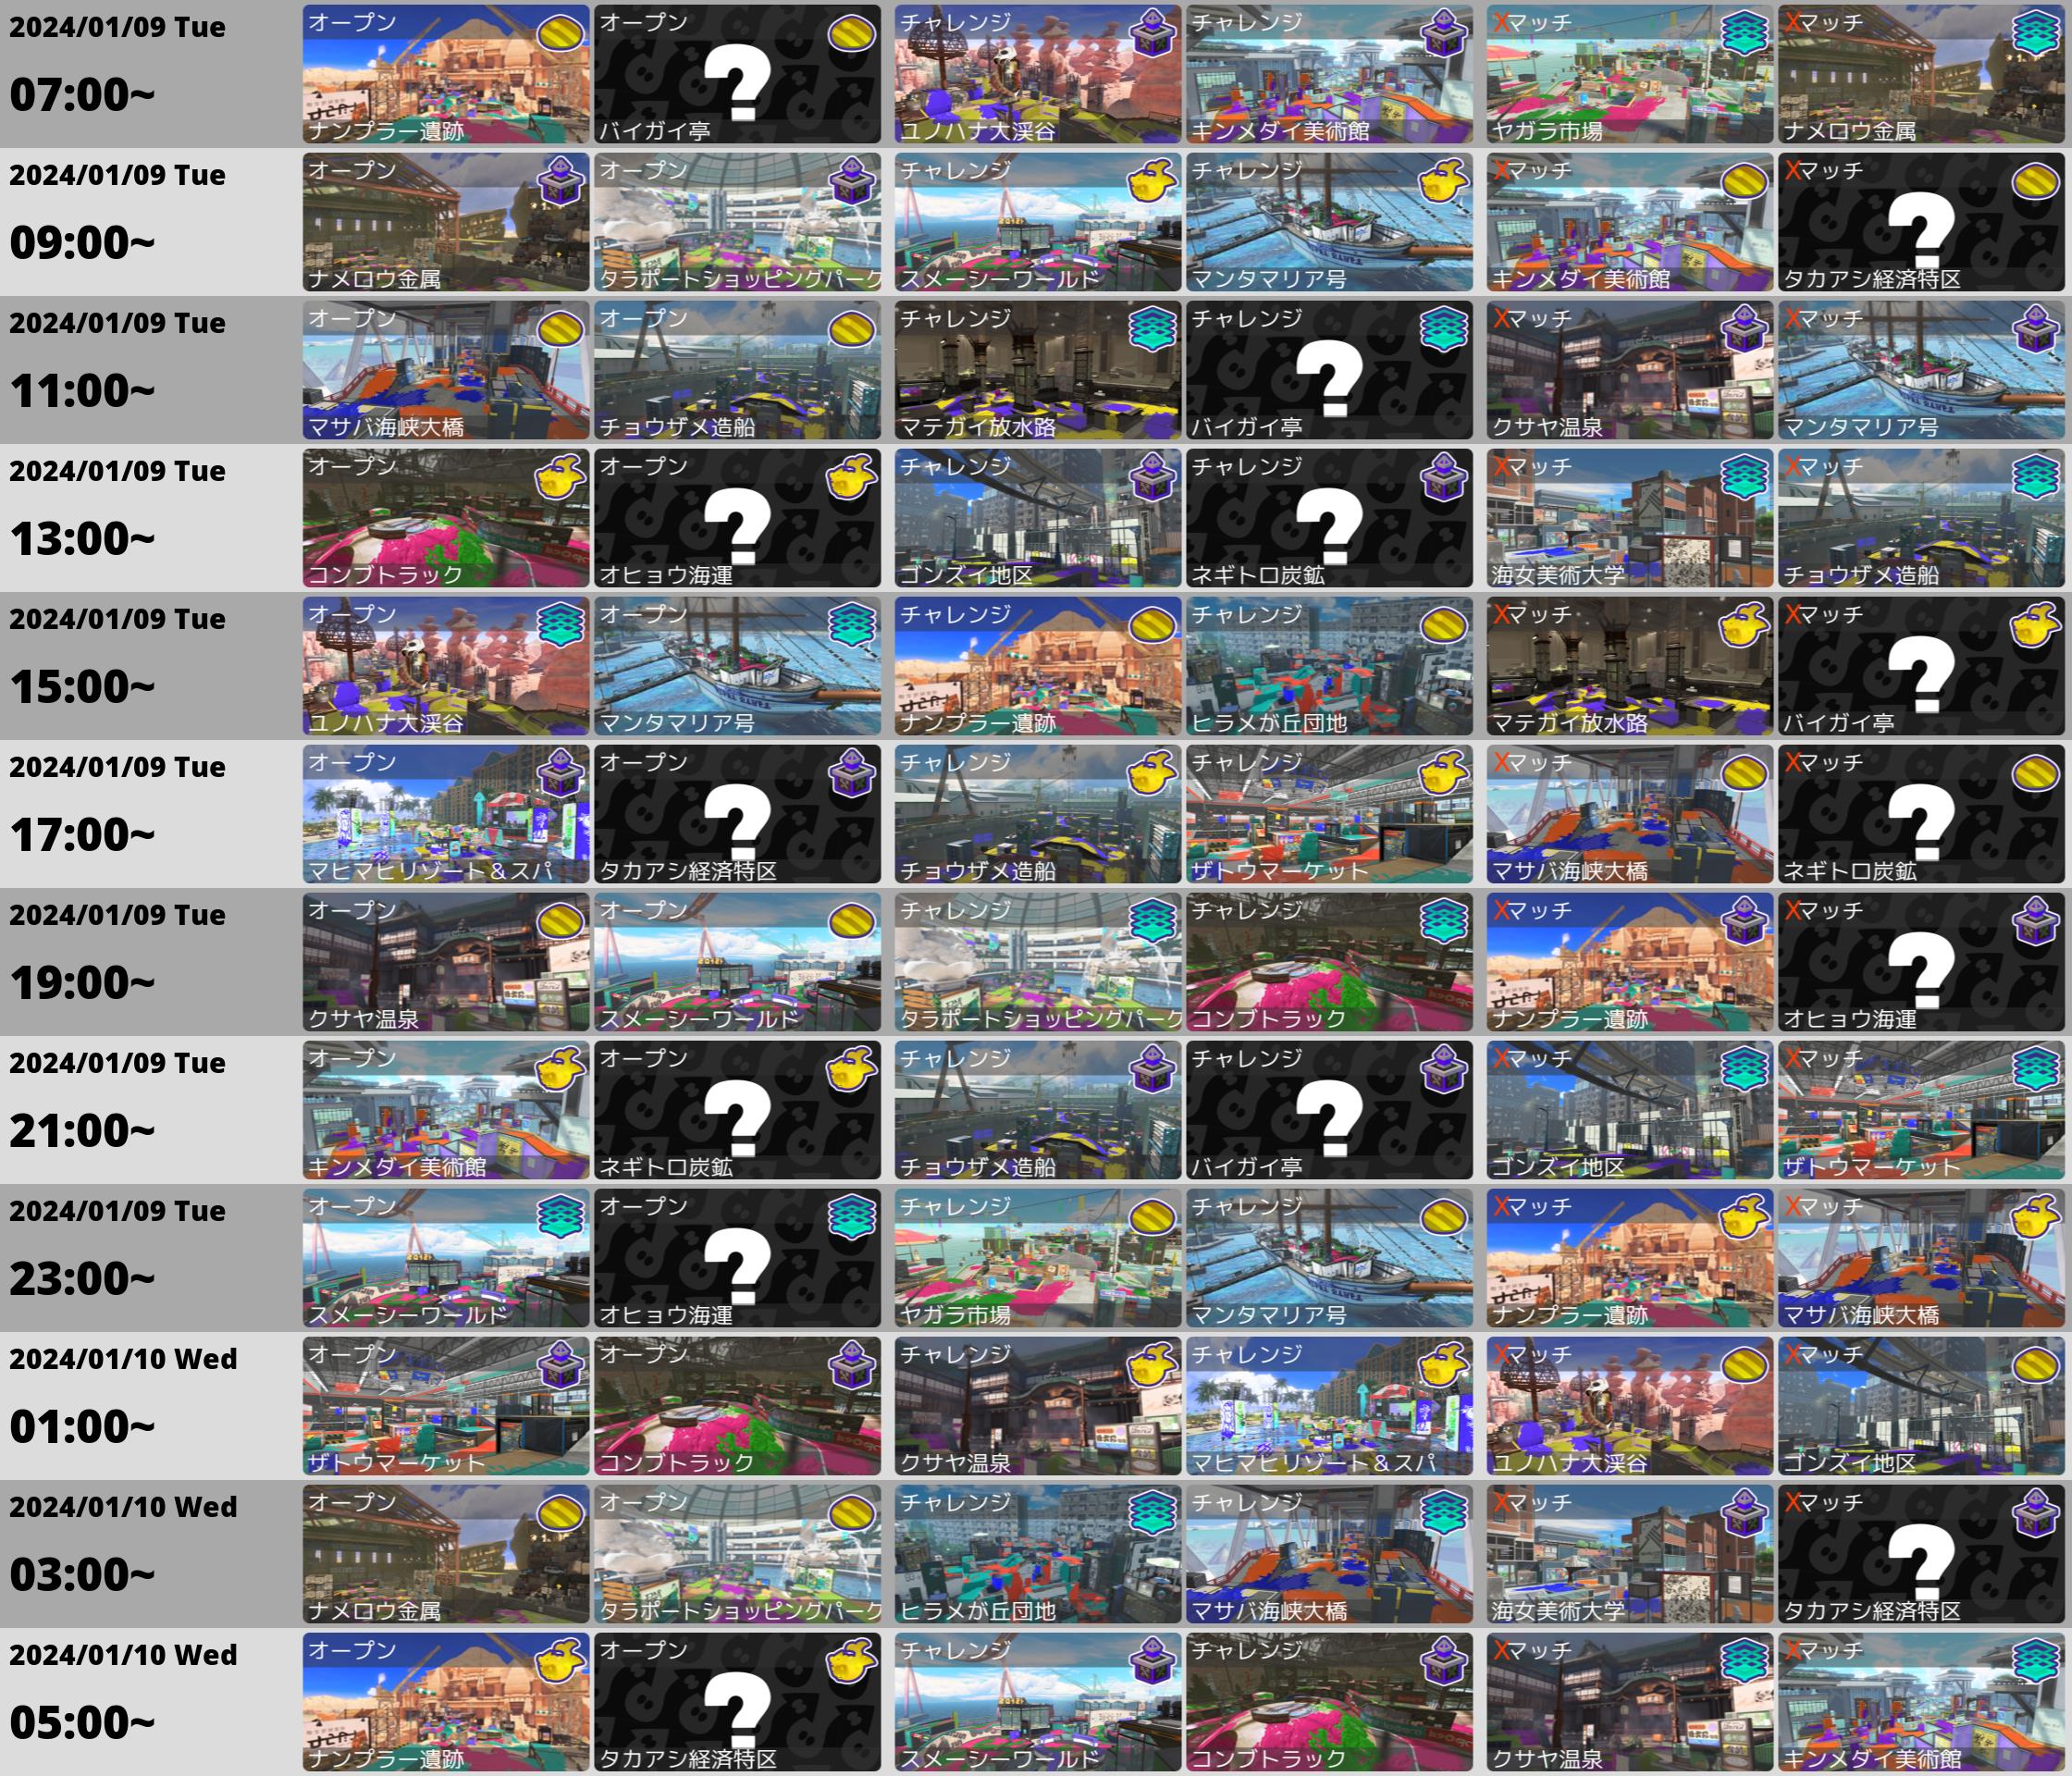 2024/01/09 Tue
07:00~
オープン オープン チャレンジ チャレンジ Xマッチ Xマッチ
ナンプラー遺跡 バイガイ亭 ユノハナ大渓谷 キンメダイ美術館 ヤガラ市場 ナメロウ金属
2024/01/09 Tue
09:00~
オープン オープン チャレンジ チャレンジ Xマッチ Xマッチ
ナメロウ金属 タラポートショッピングパーク スメーシーワールド マンタマリア号 キンメダイ美術館 タカアシ経済特区
2024/01/09 Tue
11:00~
オープン オープン チャレンジ チャレンジ Xマッチ Xマッチ
マサバ海峡大橋 チョウザメ造船 マテガイ放水路 バイガイ亭 クサヤ温泉 マンタマリア号
2024/01/09 Tue
13:00~
オープン オープン チャレンジ チャレンジ Xマッチ Xマッチ
コンブトラック オヒョウ海運 ゴンズイ地区 ネギトロ炭鉱 海女美術大学 チョウザメ造船
2024/01/09 Tue
15:00~
オープン オープン チャレンジ チャレンジ Xマッチ Xマッチ
ユノハナ大渓谷 マンタマリア号 ナンプラー遺跡 ヒラメが丘団地 マテガイ放水路 バイガイ亭
2024/01/09 Tue
17:00~
オープン オープン チャレンジ チャレンジ Xマッチ Xマッチ
マヒマヒリゾート&スパ タカアシ経済特区 チョウザメ造船 ザトウマーケット マサバ海峡大橋 ネギトロ炭鉱
2024/01/09 Tue
19:00~
オープン オープン チャレンジ チャレンジ Xマッチ Xマッチ
クサヤ温泉 スメーシーワールド タラポートショッピングパーク コンブトラック ナンプラー遺跡 オヒョウ海運
2024/01/09 Tue
21:00~
オープン オープン チャレンジ チャレンジ Xマッチ Xマッチ
キンメダイ美術館 ネギトロ炭鉱 チョウザメ造船 バイガイ亭 ゴンズイ地区 ザトウマーケット
2024/01/09 Tue
23:00~
オープン オープン チャレンジ チャレンジ Xマッチ Xマッチ
スメーシーワールド オヒョウ海運 ヤガラ市場 マンタマリア号 ナンプラー遺跡 マサバ海峡大橋
2024/01/10 Wed
01:00~
オープン オープン チャレンジ チャレンジ Xマッチ Xマッチ
ザトウマーケット コンブトラック クサヤ温泉 マヒマヒリゾート&スパ ユノハナ大渓谷 ゴンズイ地区
2024/01/10 Wed
03:00~
オープン オープン チャレンジ チャレンジ Xマッチ Xマッチ
ナメロウ金属 タラポートショッピングパーク ヒラメが丘団地 マサバ海峡大橋 海女美術大学 タカアシ経済特区
2024/01/10 Wed
05:00~
オープン オープン チャレンジ チャレンジ Xマッチ Xマッチ
ナンプラー遺跡 タカアシ経済特区 スメーシーワールド コンブトラック クサヤ温泉 キンメダイ美術館